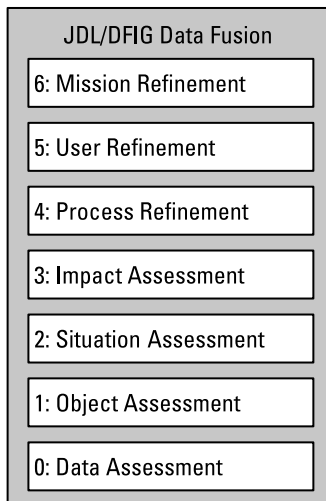 JDL/DFIG Data Fusion
6: Mission Refinement
5: User Refinement
4: Process Refinement
3: Impact Assessment
2: Situation Assessment
1: Object Assessment
0: Data Assessment